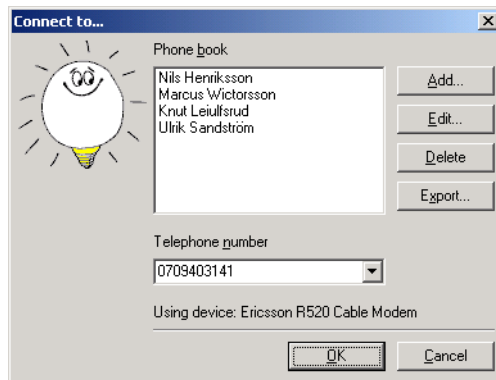 Connect to...
Phone book
Nils Henriksson
Marcus Wictorsson
Knut Leiulfsrud
Ulrik Sandström
Add...
Edit...
Delete
Export...
Telephone number
0709403141
Using device: Ericsson R520 Cable Modem
OK
Cancel